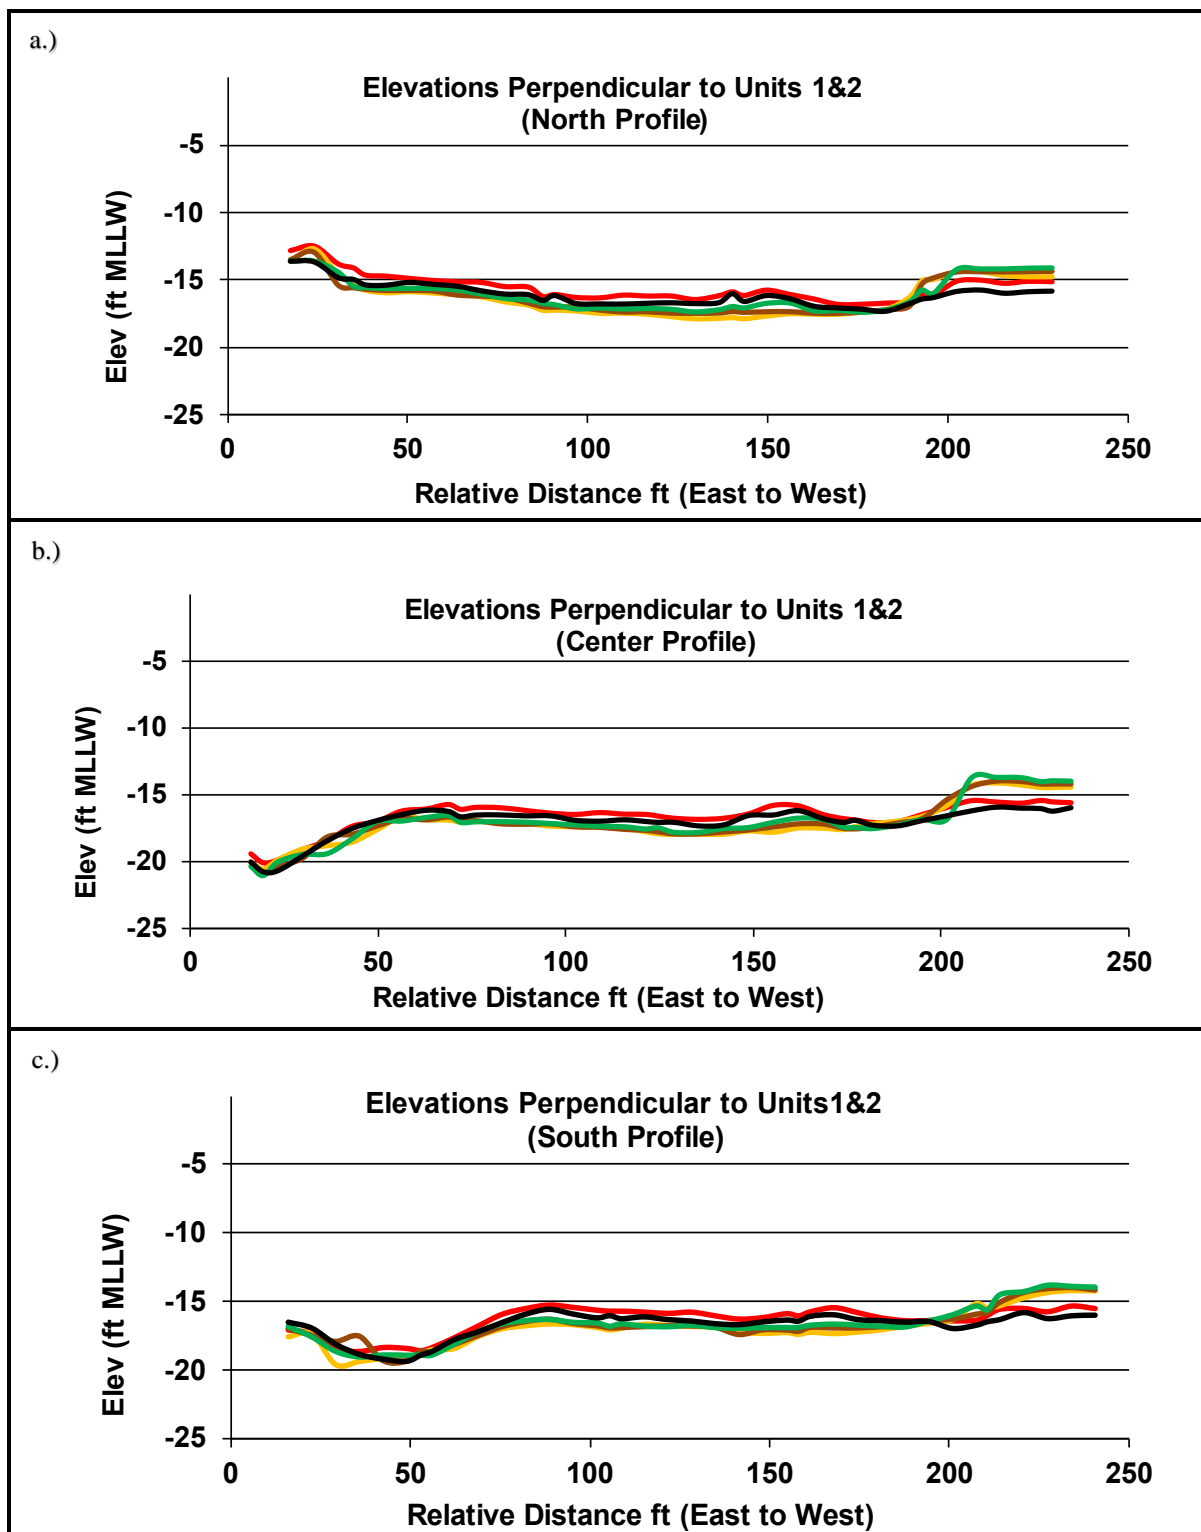 a.)
Elevations Perpendicular to Units 1&2
(North Profile)
-5
-10
-15
-20
-25
0 50 100 150 200 250
Elev (ft MLLW)
Relative Distance ft (East to West)
b.)
Elevations Perpendicular to Units 1&2
(Center Profile)
-5
-10
-15
-20
-25
0 50 100 150 200 250
Elev (ft MLLW)
Relative Distance ft (East to West)
c.)
Elevations Perpendicular to Units1&2
(South Profile)
-5
-10
-15
-20
-25
0 50 100 150 200 250
Elev (ft MLLW)
Relative Distance ft (East to West)